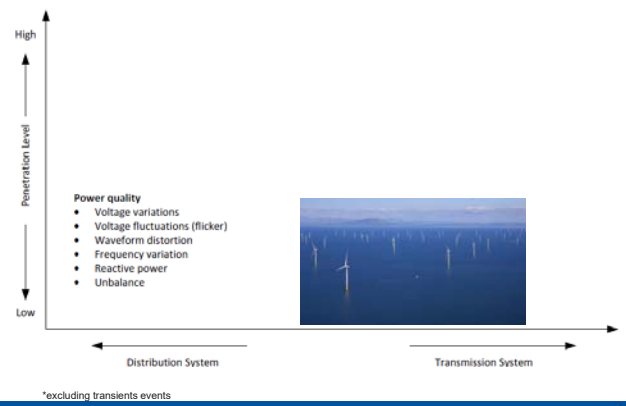 High
Penetration Level
Power quality
• Voltage variations
• Voltage fluctuations (flicker)
• Waveform distortion
• Frequency variation
• Reactive power
• Unbalance
Low
Distribution System
Transmission System
*excluding transients events